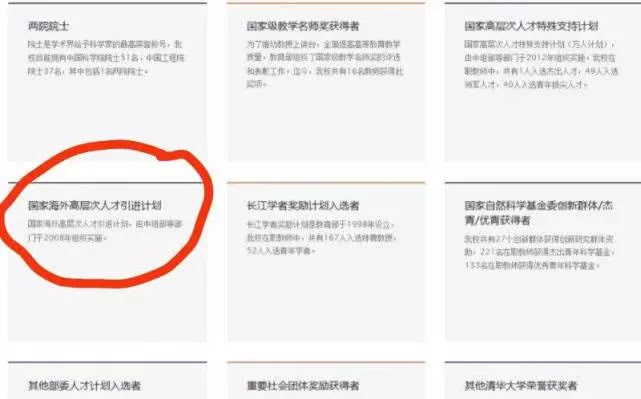 两院院士
院士是学术界给予科学家的最高荣誉称号，我
校目前拥有中国科学院院士51名，中国工程院
院士37名，其中包括1名两院院士。
国家级教学名师奖获得者
为了推动教授上讲台，全面提高高等教育教学
质量，教育部组织了国家级教学名师奖的评选
和表彰工作。迄今，我校共有16名教师获得此
奖项。
国家高层次人才特殊支持计划
国家高层次人才特殊支持计划（万人计划），
由中组部等部门于2012年组织实施。我校在
职教师中，共有1人入选杰出人才，49人入选
领军人才，40人入选青年拔尖人才。
国家海外高层次人才引进计划
国家海外高层次人才引进计划，由中组部等部
门于2008年组织实施。
长江学者奖励计划入选者
长江学者奖励计划是教育部于1998年设立，
我校在职教师中，共有167人入选特聘教授，
52人入选青年学者。
国家自然科学基金委创新群体/杰
青/优青获得者
我校共有27个创新群体获得创新研究群体资
助，221名在职教师获得杰出青年科学基金，
133名在职教师获得优秀青年科学基金。
其他部委人才计划入选者
重要社会团体奖励获得者
其他清华大学荣誉获奖者